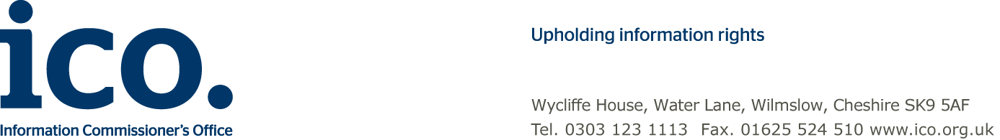 ico.
Information Commissioner's Office
Upholding information rights
Wycliffe House, Water Lane, Wilmslow, Cheshire SK9 5AF
Tel. 0303 123 1113 Fax. 01625 524 510 www.ico.org.uk